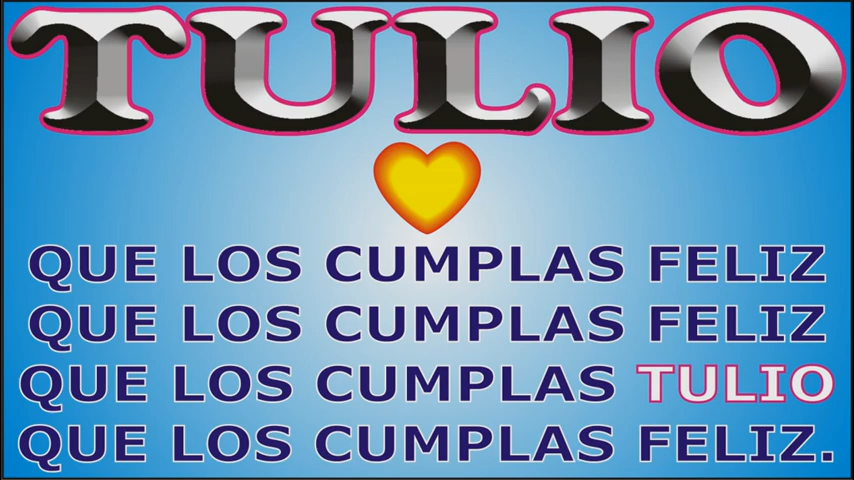 TULIO
QUE LOS CUMPLAS FELIZ
QUE LOS CUMPLAS FELIZ
QUE LOS CUMPLAS TULIO
QUE LOS CUMPLAS FELIZ.